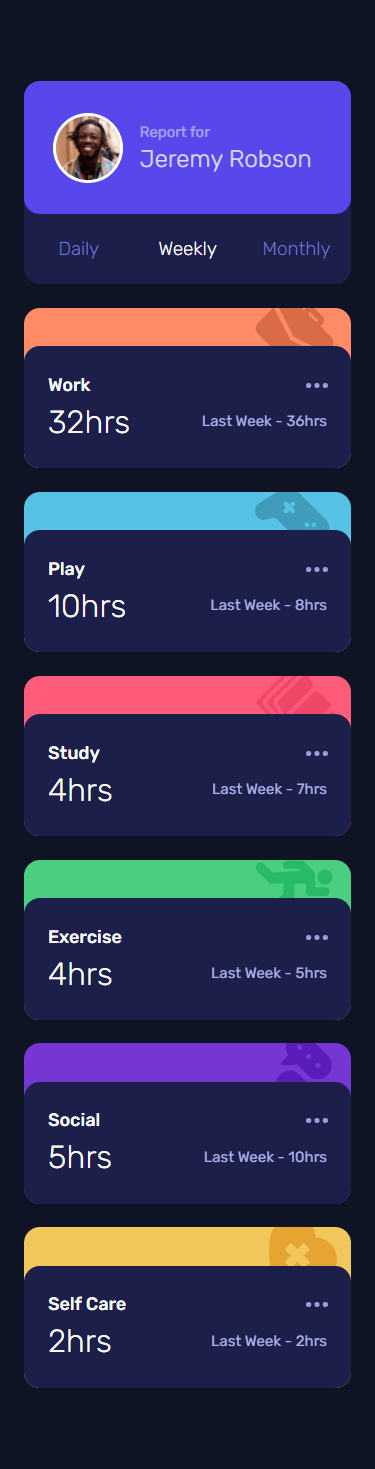 Report for
Jeremy Robson
Daily Weekly Monthly
Work
32hrs Last Week - 36hrs
Play
10hrs Last Week - 8hrs
Study
4hrs Last Week - 7hrs
Exercise
4hrs Last Week - 5hrs
Social
5hrs Last Week - 10hrs
Self Care
2hrs Last Week - 2hrs